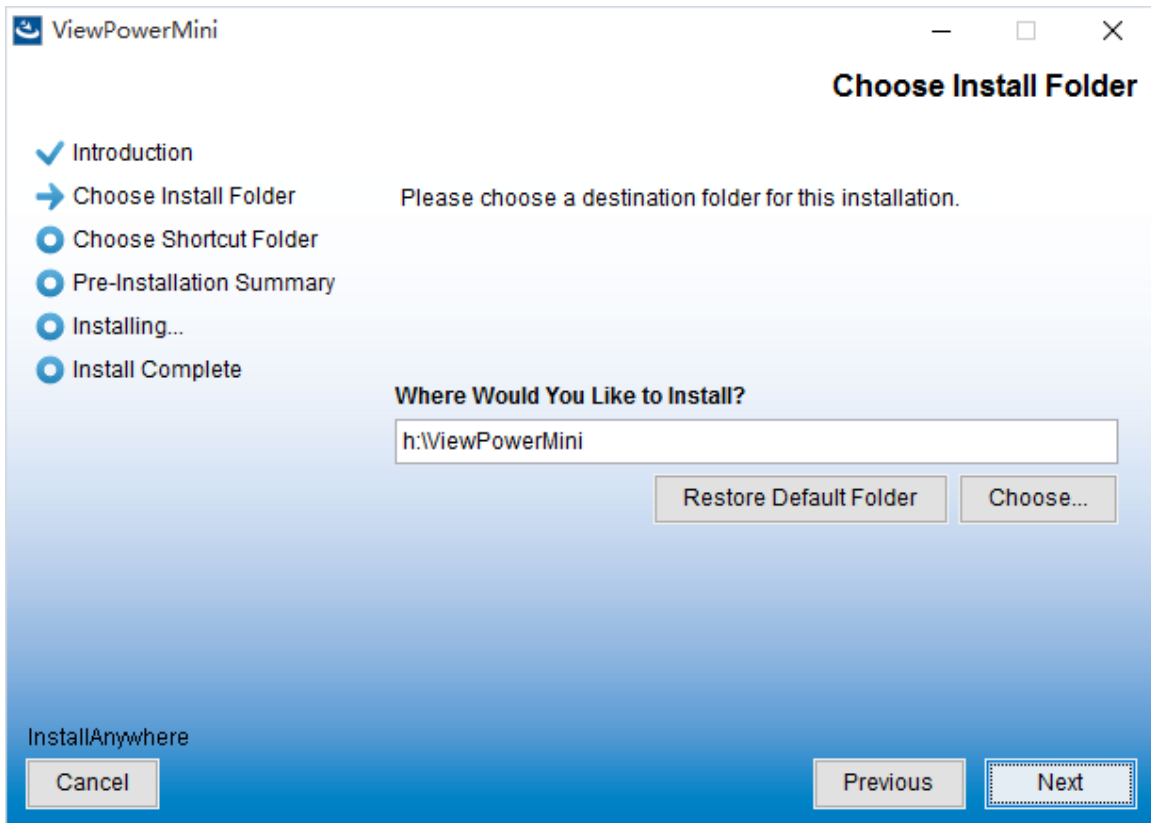 ViewPowerMini
Choose Install Folder
Introduction
Choose Install Folder
Please choose a destination folder for this installation.
Choose Shortcut Folder
Pre-Installation Summary
Installing...
Install Complete
Where Would You Like to Install?
h:\ViewPowerMini
Restore Default Folder
Choose...
InstallAnywhere
Cancel
Previous
Next